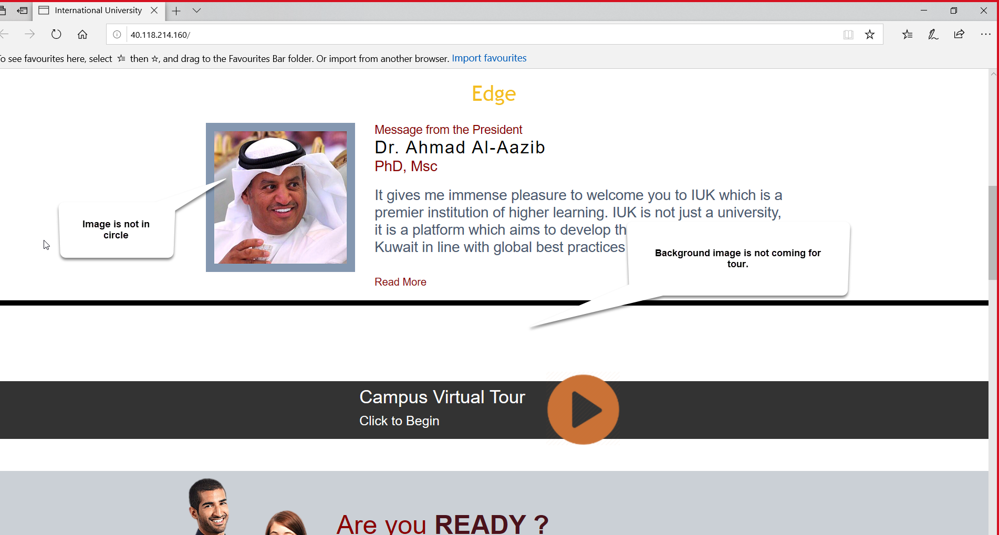 International University
40.118.214.160/
To see favourites here, select then , and drag to the Favourites Bar folder. Or import from another browser. Import favourites
Edge
Message from the President
Dr. Ahmad Al-Aazib
PhD, Msc
It gives me immense pleasure to welcome you to IUK which is a
premier institution of higher learning. IUK is not just a university,
it is a platform which aims to develop th
Kuwait in line with global best practices
Read More
Image is not in
circle
Background image is not coming for
tour.
Campus Virtual Tour
Click to Begin
Are you READY ?